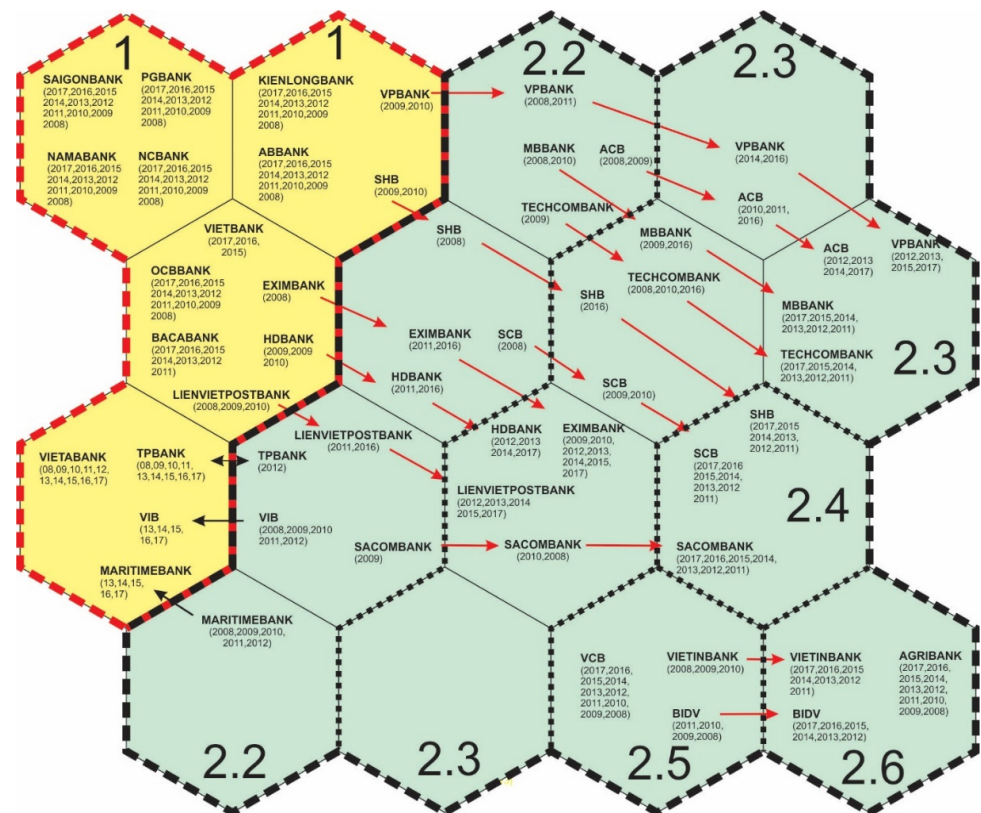 1
1
2.2
2.3
SAIGONBANK
(2017,2016,2015
2014,2013,2012
2011,2010,2009
2008)
PGBANK
(2017,2016,2015
2014,2013,2012
2011,2010,2009
2008)
NAMABANK
(2017,2016,2015
2014,2013,2012
2011,2010,2009
2008)
NCBANK
(2017,2016,2015
2014,2013,2012
2011,2010,2009
2008)
KIENLONGBANK
(2017,2016,2015
2014,2013,2012
2011,2010,2009
2008)
VPBANK
(2009,2010)
ABBANK
(2017,2016,2015
2014,2013,2012
2011,2010,2009
2008)
SHB
(2009,2010)
VPBANK
(2008,2011)
MBBANK
(2008,2010)
ACB
(2008,2009)
TECHCOMBANK
(2009)
VPBANK
(2014,2016)
ACB
(2010,2011,
2016)
VIETBANK
(2017,2016,
2015)
OCBBANK
(2017,2016,2015
2014,2013,2012
2011,2010,2009
2008)
EXIMBANK
(2008)
BACABANK
(2017,2016,2015
2014,2013,2012
2011)
HDBANK
(2009,2009
2010)
LIENVIETPOSTBANK
(2008,2009,2010)
SHB
(2008)
EXIMBANK
(2011,2016)
SCB
(2008)
HDBANK
(2011,2016)
MBBANK
(2009,2016)
TECHCOMBANK
(2008,2010,2016)
SHB
(2016)
SCB
(2009,2010)
ACB
(2012,2013
2014,2017)
VPBANK
(2012,2013,
2015,2017)
MBBANK
(2017,2015,2014,
2013,2012,2011)
TECHCOMBANK
(2017,2015,2014,
2013,2012,2011)
2.3
VIETABANK
(08,09,10,11,12,
13,14,15,16,17)
TPBANK
(08,09,10,11,
13,14,15,16,17)
VIB
(13,14,15,
16,17)
MARITIMEBANK
(13,14,15,
16,17)
LIENVIETPOSTBANK
(2011,2016)
TPBANK
(2012)
VIB
(2008,2009,2010
2011,2012)
SACOMBANK
(2009)
HDBANK
(2012,2013
2014,2017)
EXIMBANK
(2009,2010,
2012,2013,
2014,2015,
2017)
LIENVIETPOSTBANK
(2012,2013,2014
2015,2017)
SACOMBANK
(2010,2008)
SHB
(2017,2015
2014,2013,
2012,2011)
SCB
(2017,2016
2015,2014,
2013,2012
2011)
2.4
SACOMBANK
(2017,2016,2015,2014,
2013,2012,2011)
MARITIMEBANK
(2008,2009,2010,
2011,2012)
2.2
2.3
VCB
(2017,2016,
2015,2014,
2013,2012,
2011,2010,
2009,2008)
VIETINBANK
(2008,2009,2010)
BIDV
(2011,2010,
2009,2008)
2.5
VIETINBANK
(2017,2016,2015
2014,2013,2012
2011)
AGRIBANK
(2017,2016,
2015,2014,
2013,2012,
2011,2010,
2009,2008)
BIDV
(2017,2016,2015,
2014,2013,2012)
2.6